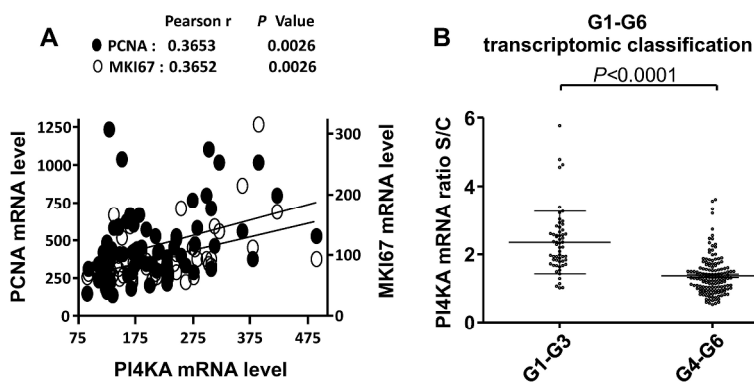 A
Pearson r P Value
PCNA : 0.3653 0.0026
MKI67 : 0.3652 0.0026
PCNA mRNA level
1250
1000
750
500
250
0
300
200
100
0
MKI67 mRNA level
75 175 275 375 475
PI4KA mRNA level
B
G1-G6
transcriptomic classification
P<0.0001
PI4KA mRNA ratio S/C
6
4
2
0
G1-G3
G4-G6